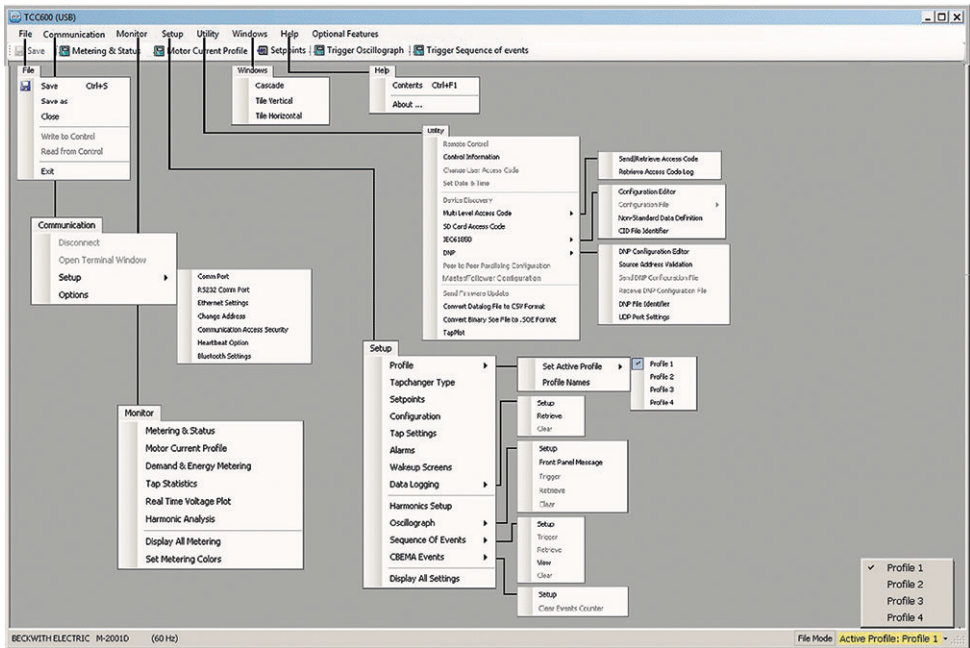 TCC600 (USB)
File Communication Monitor Setup Utility Windows Help Optional Features
Save Metering & Status Motor Current Profile Setpoints Trigger Oscillograph Trigger Sequence of events
File
Save Ctrl+S
Save as
Close
Write to Control
Read from Control
Exit
Windows
Cascade
Tile Vertical
Tile Horizontal
Help
Contents Ctrl+F1
About ...
Utility
Remote Control
Control Information
Change User Access Code
Set Date & Time
Device Discovery
Multi Level Access Code
SD Card Access Code
IEC61850
DNP
Peer to Peer Paralleling Configuration
Master/Follower Configuration
Send Firmware Update
Convert Datalog File to CSV Format
Convert Binary Soe File to .SOE Format
TapPlot
Send/Retrieve Access Code
Retrieve Access Code Log
Configuration Editor
Configuration File
Non-Standard Data Definition
CID File Identifier
DNP Configuration Editor
Source Address Validation
Send DNP Configuration File
Receive DNP Configuration File
DNP File Identifier
UDP Port Settings
Communication
Disconnect
Open Terminal Window
Setup
Options
Comm Port
RS232 Comm Port
Ethernet Settings
Change Address
Communication Access Security
Heartbeat Option
Bluetooth Settings
Monitor
Metering & Status
Motor Current Profile
Demand & Energy Metering
Tap Statistics
Real Time Voltage Plot
Harmonic Analysis
Display All Metering
Set Metering Colors
Setup
Profile
Tapchanger Type
Setpoints
Configuration
Tap Settings
Alarms
Wakeup Screens
Data Logging
Harmonics Setup
Oscillograph
Sequence Of Events
CBEMA Events
Display All Settings
Set Active Profile
Profile Names
Profile 1
Profile 2
Profile 3
Profile 4
Setup
Retrieve
Clear
Setup
Front Panel Message
Trigger
Retrieve
Clear
Setup
Trigger
Retrieve
View
Clear
Setup
Clear Events Counter
Profile 1
Profile 2
Profile 3
Profile 4
BECKWITH ELECTRIC M-2001D (60 Hz) File Mode Active Profile: Profile 1